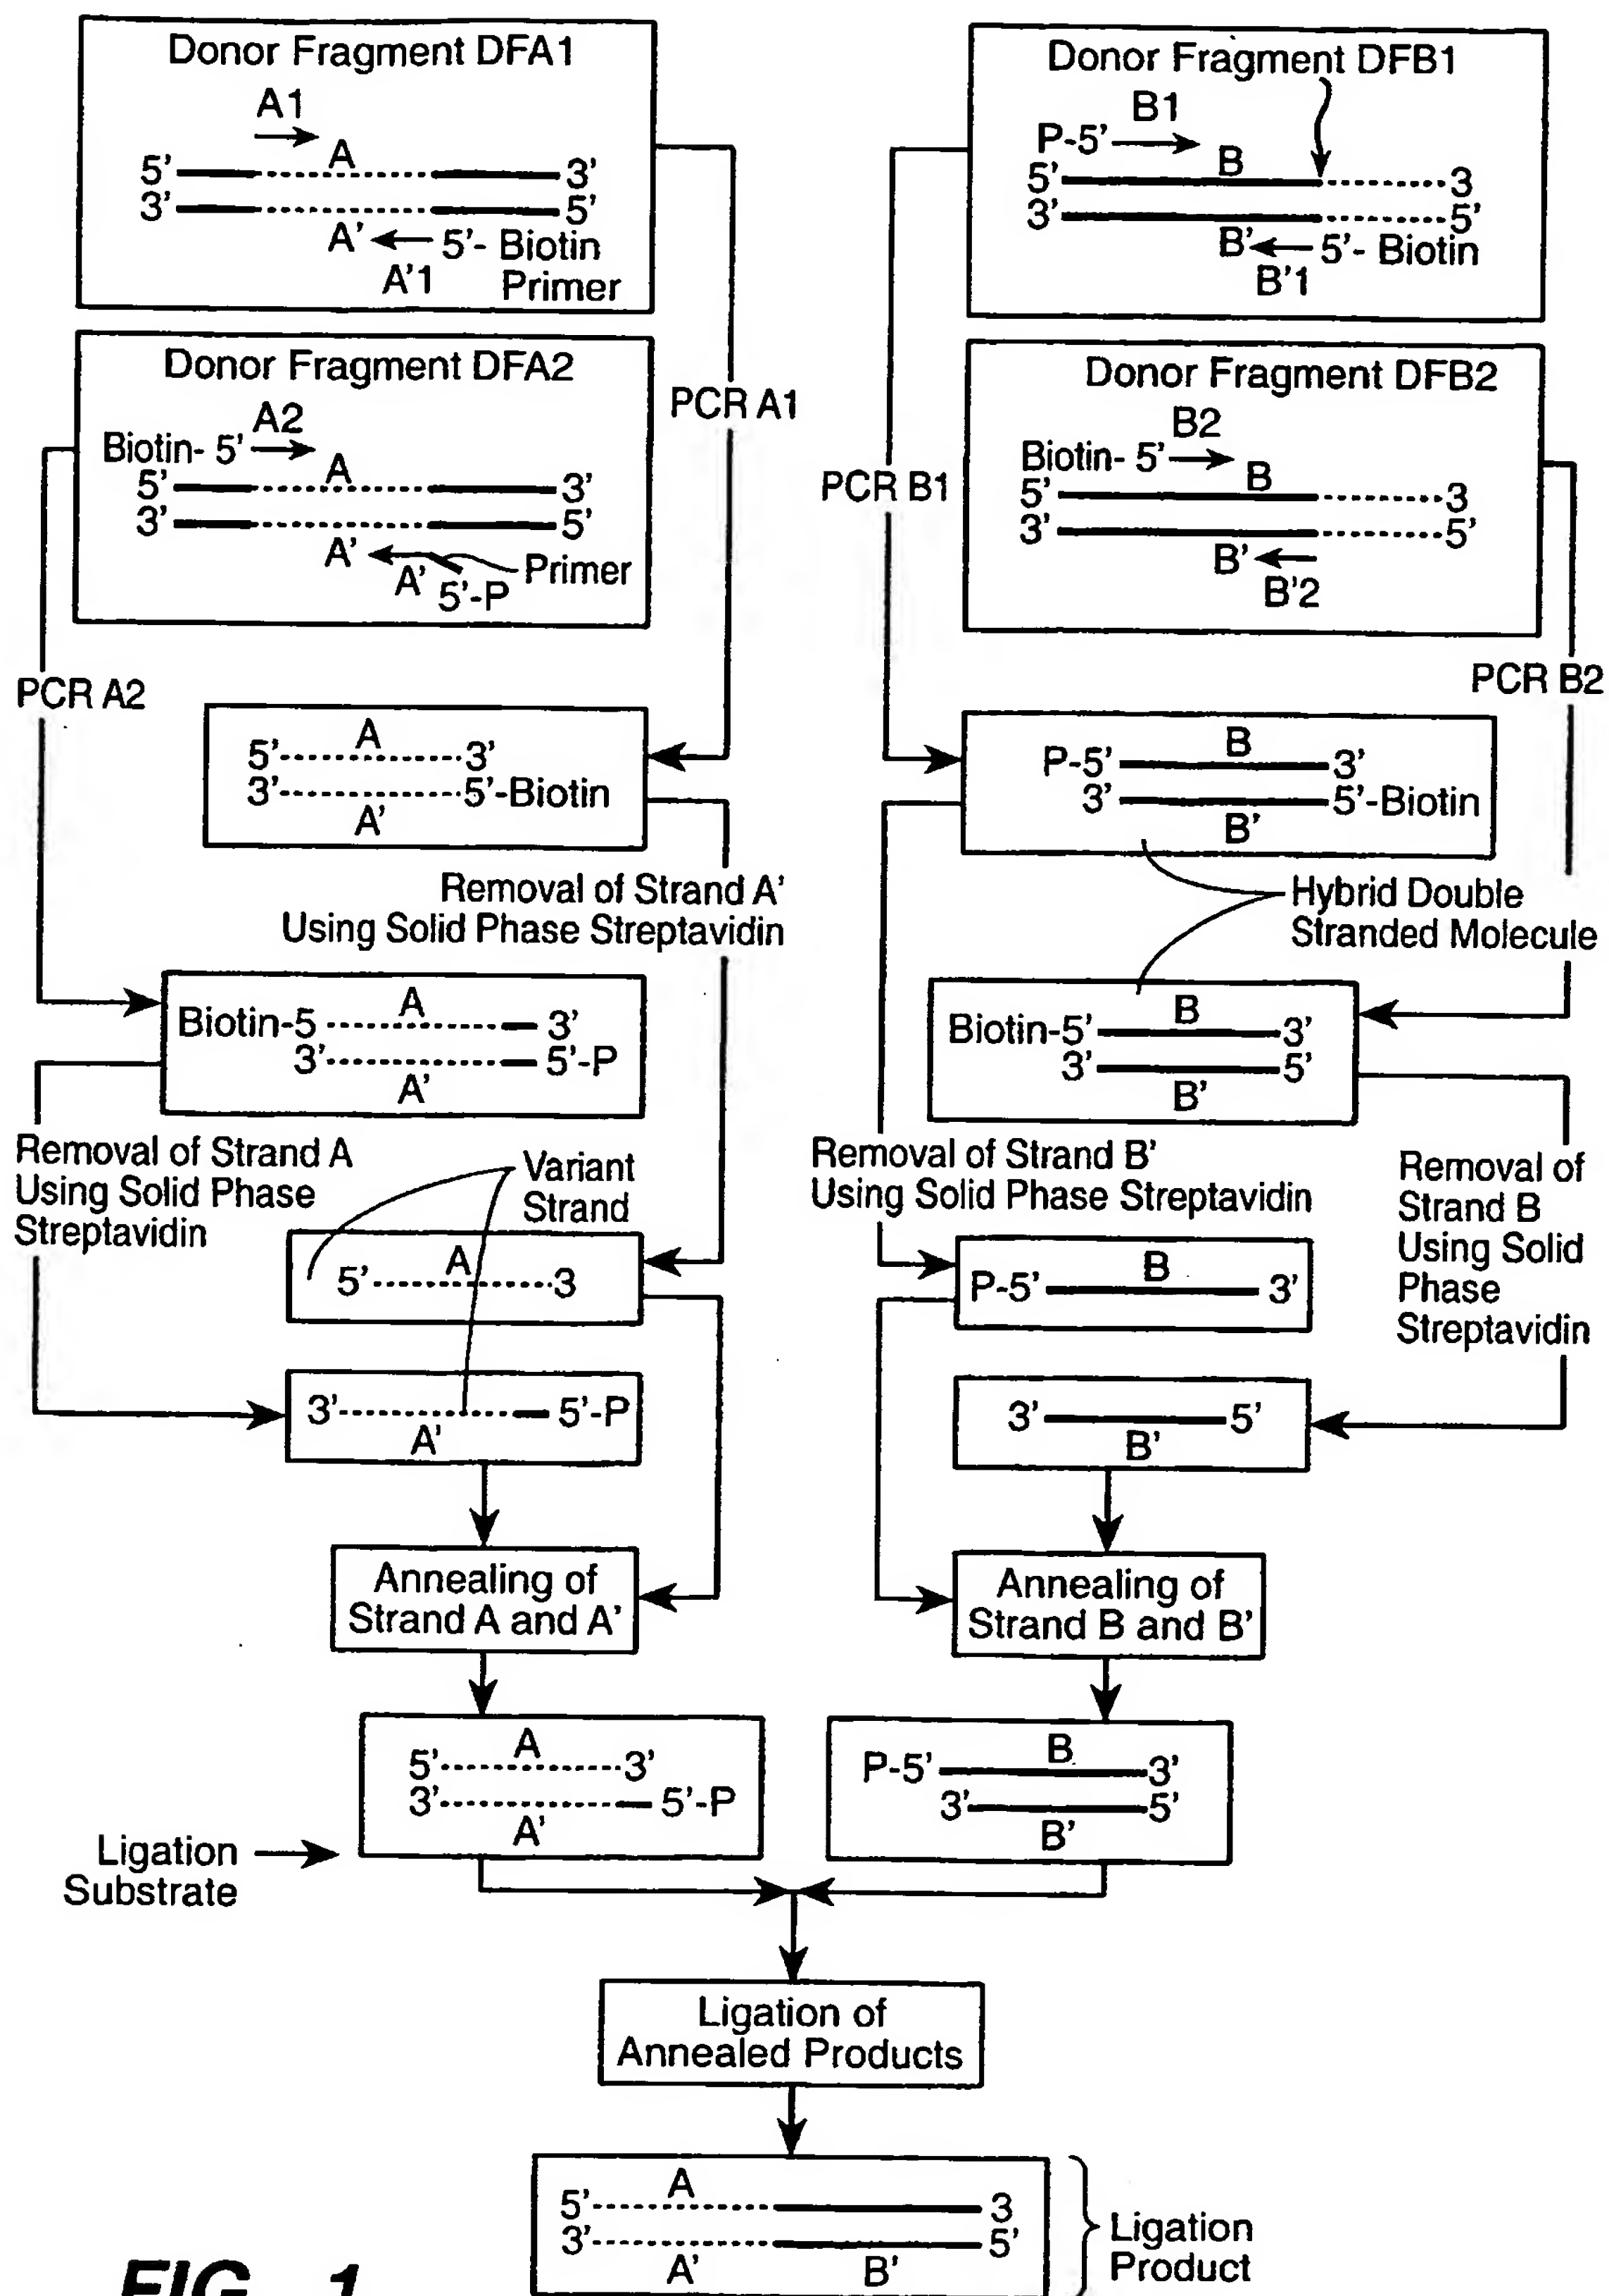 Donor Fragment DFA1
A1
A
5' 3'
3' 5'
A' 5'- Biotin
A'1 Primer
Donor Fragment DFB1
B1
P-5'
B
5' 3
3' 5'
B' 5'- Biotin
B'1
Donor Fragment DFA2
A2
Biotin- 5'
A
5' 3'
3' 5'
A'
A' Primer
5'-P
PCR A1
Donor Fragment DFB2
B2
Biotin- 5'
B
5' 3
3' 5'
B'
B'2
PCR B1
PCR A2
PCR B2
A
5' 3'
3' 5'-Biotin
A'
B
P-5' 3'
3' 5'-Biotin
B'
Removal of Strand A'
Using Solid Phase Streptavidin
Hybrid Double
Stranded Molecule
A
Biotin-5 3'
3' 5'-P
A'
B
Biotin-5' 3'
3' 5'
B'
Removal of Strand A
Using Solid Phase
Streptavidin
Variant
Strand
Removal of Strand B'
Using Solid Phase Streptavidin
Removal of
Strand B
Using Solid
Phase
Streptavidin
A
5' 3
B
P-5' 3'
3' 5'-P
A'
3' 5'
B'
Annealing of
Strand A and A'
Annealing of
Strand B and B'
A
5' 3'
3' 5'-P
A'
B
P-5' 3'
3' 5'
B'
Ligation
Substrate
Ligation of
Annealed Products
A
5' 3
3' 5'
A' B'
Ligation
Product
FIG._1